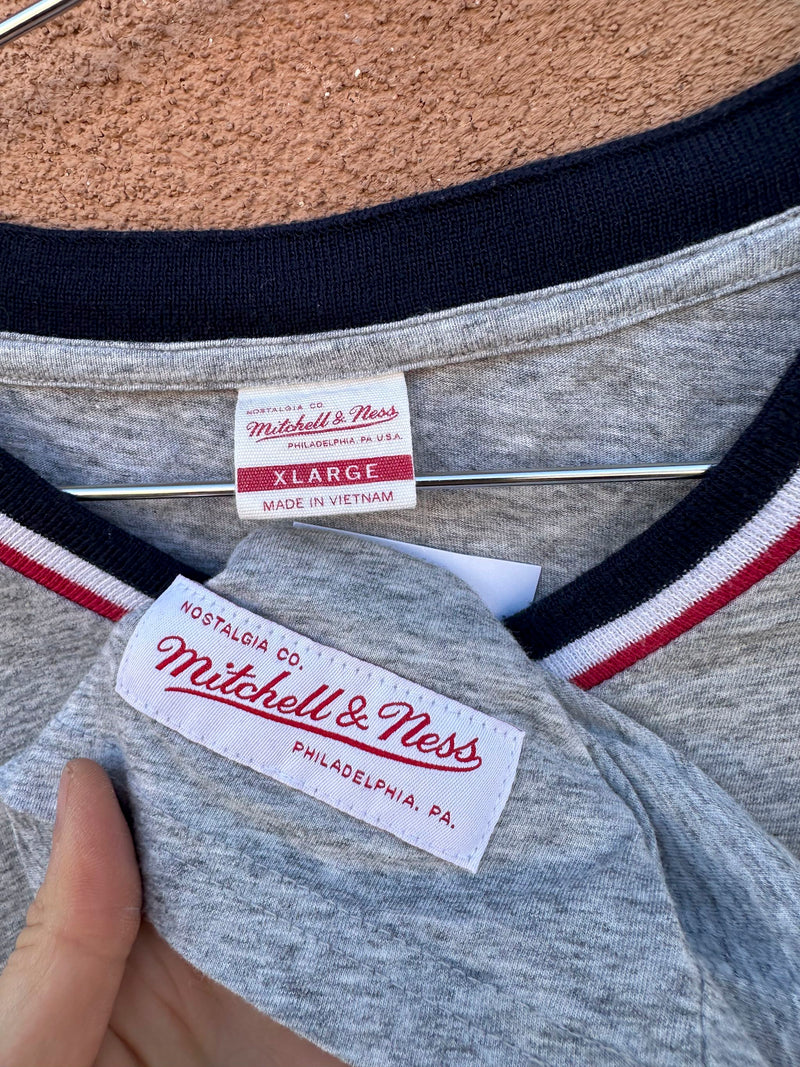 NOSTALGIA CO.
Mitchell & Ness
PHILADELPHIA, PA U.S.A.
XLARGE
MADE IN VIETNAM
NOSTALGIA CO.
Mitchell & Ness
PHILADELPHIA, PA.